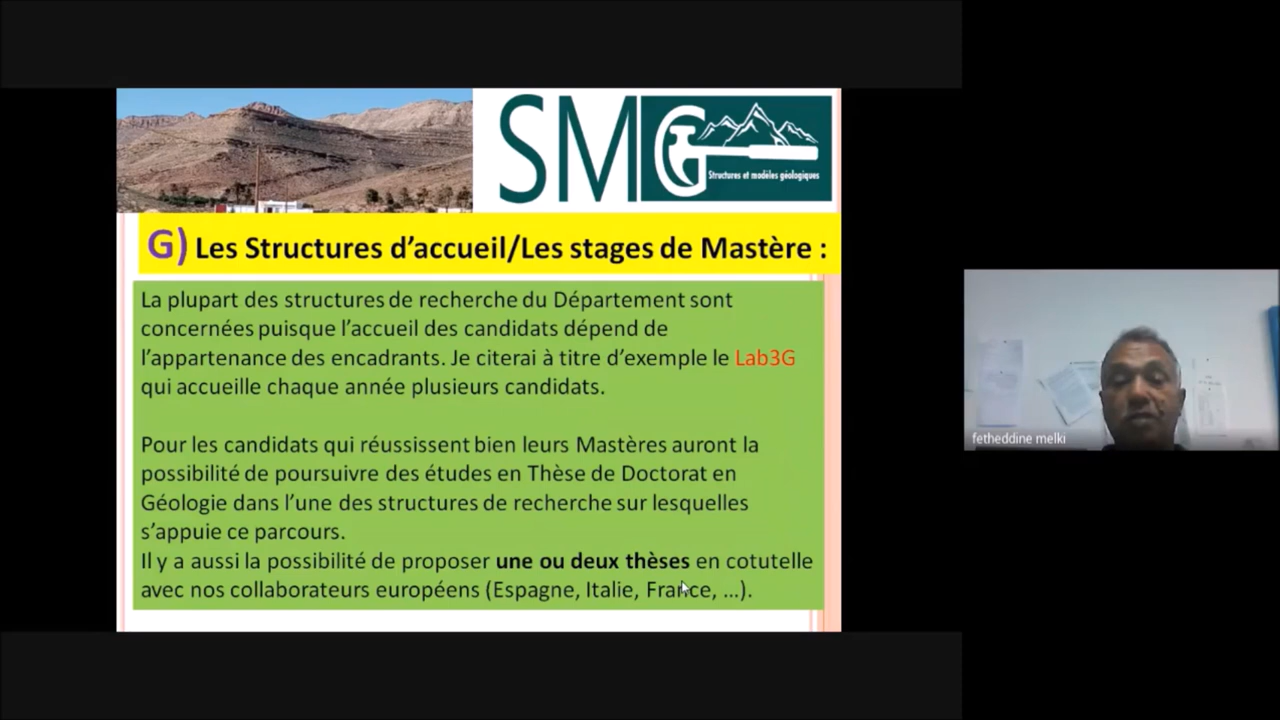 SMG
Structures et modèles géologiques
G) Les Structures d'accueil/Les stages de Mastère :
La plupart des structures de recherche du Département sont
concernées puisque l'accueil des candidats dépend de
l'appartenance des encadrants. Je citerai à titre d'exemple le Lab3G
qui accueille chaque année plusieurs candidats.
Pour les candidats qui réussissent bien leurs Mastères auront la
possibilité de poursuivre des études en Thèse de Doctorat en
Géologie dans l'une des structures de recherche sur lesquelles
s'appuie ce parcours.
Il y a aussi la possibilité de proposer une ou deux thèses en cotutelle
avec nos collaborateurs européens (Espagne, Italie, France, ...).
fetheddine melki